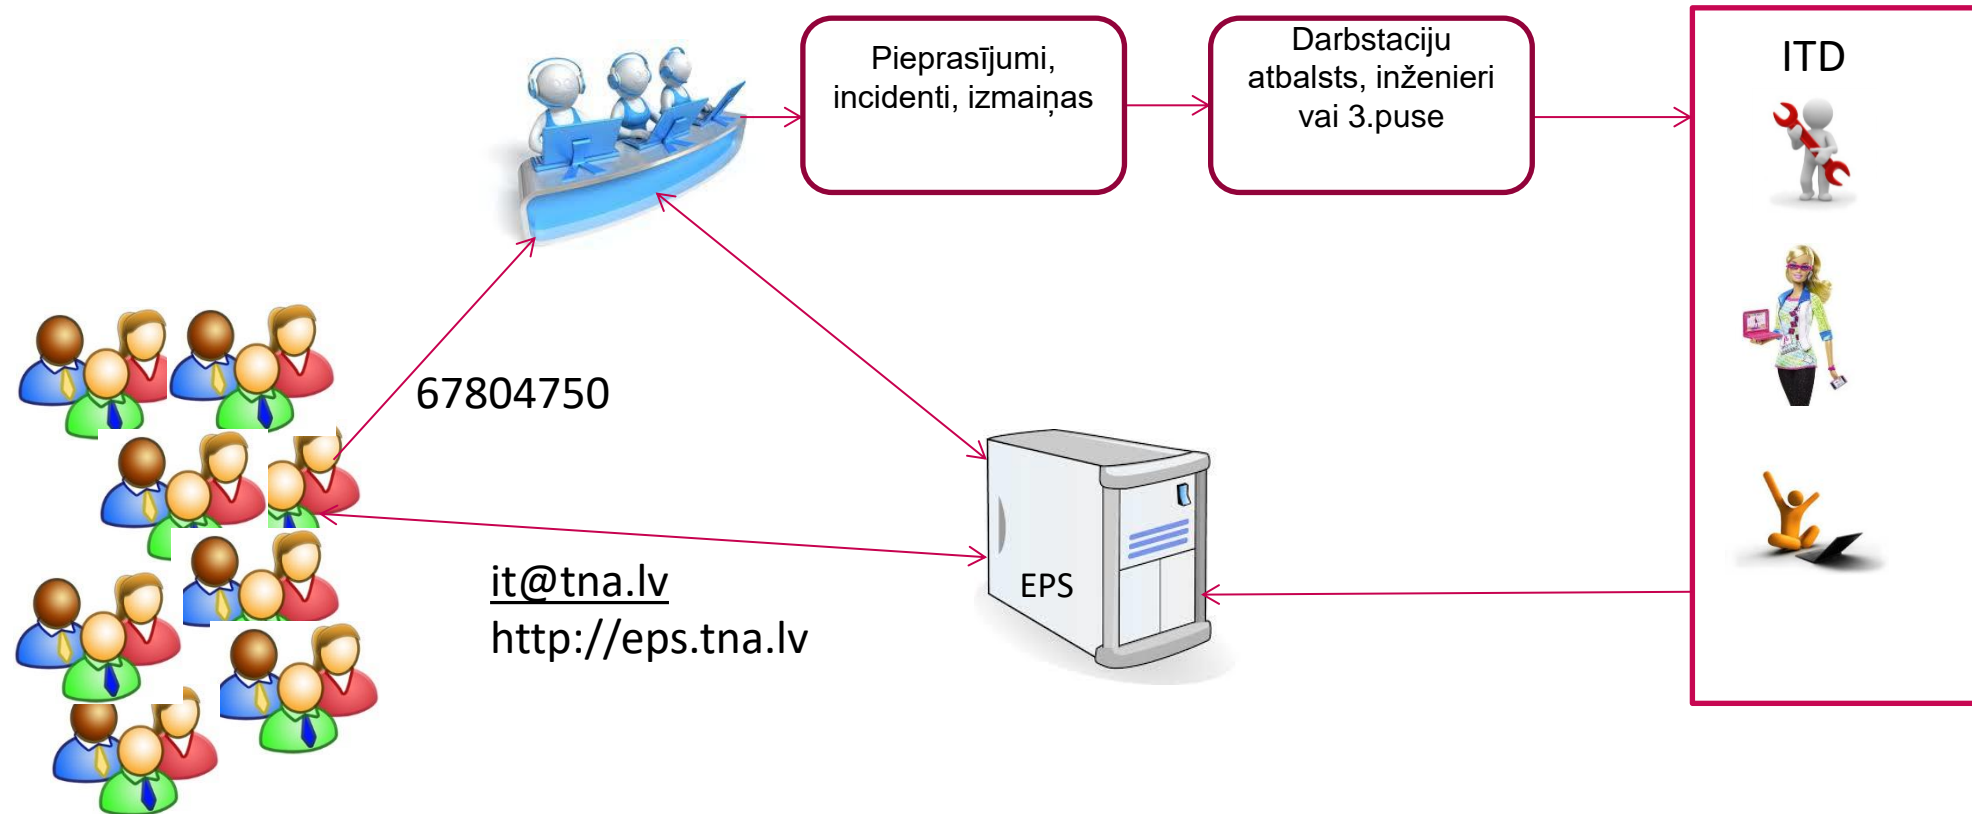 Pieprasījumi,
incidenti, izmaiņas
Darbstaciju
atbalsts, inženieri
vai 3.puse
ITD
67804750
it@tna.lv
http://eps.tna.lv
EPS